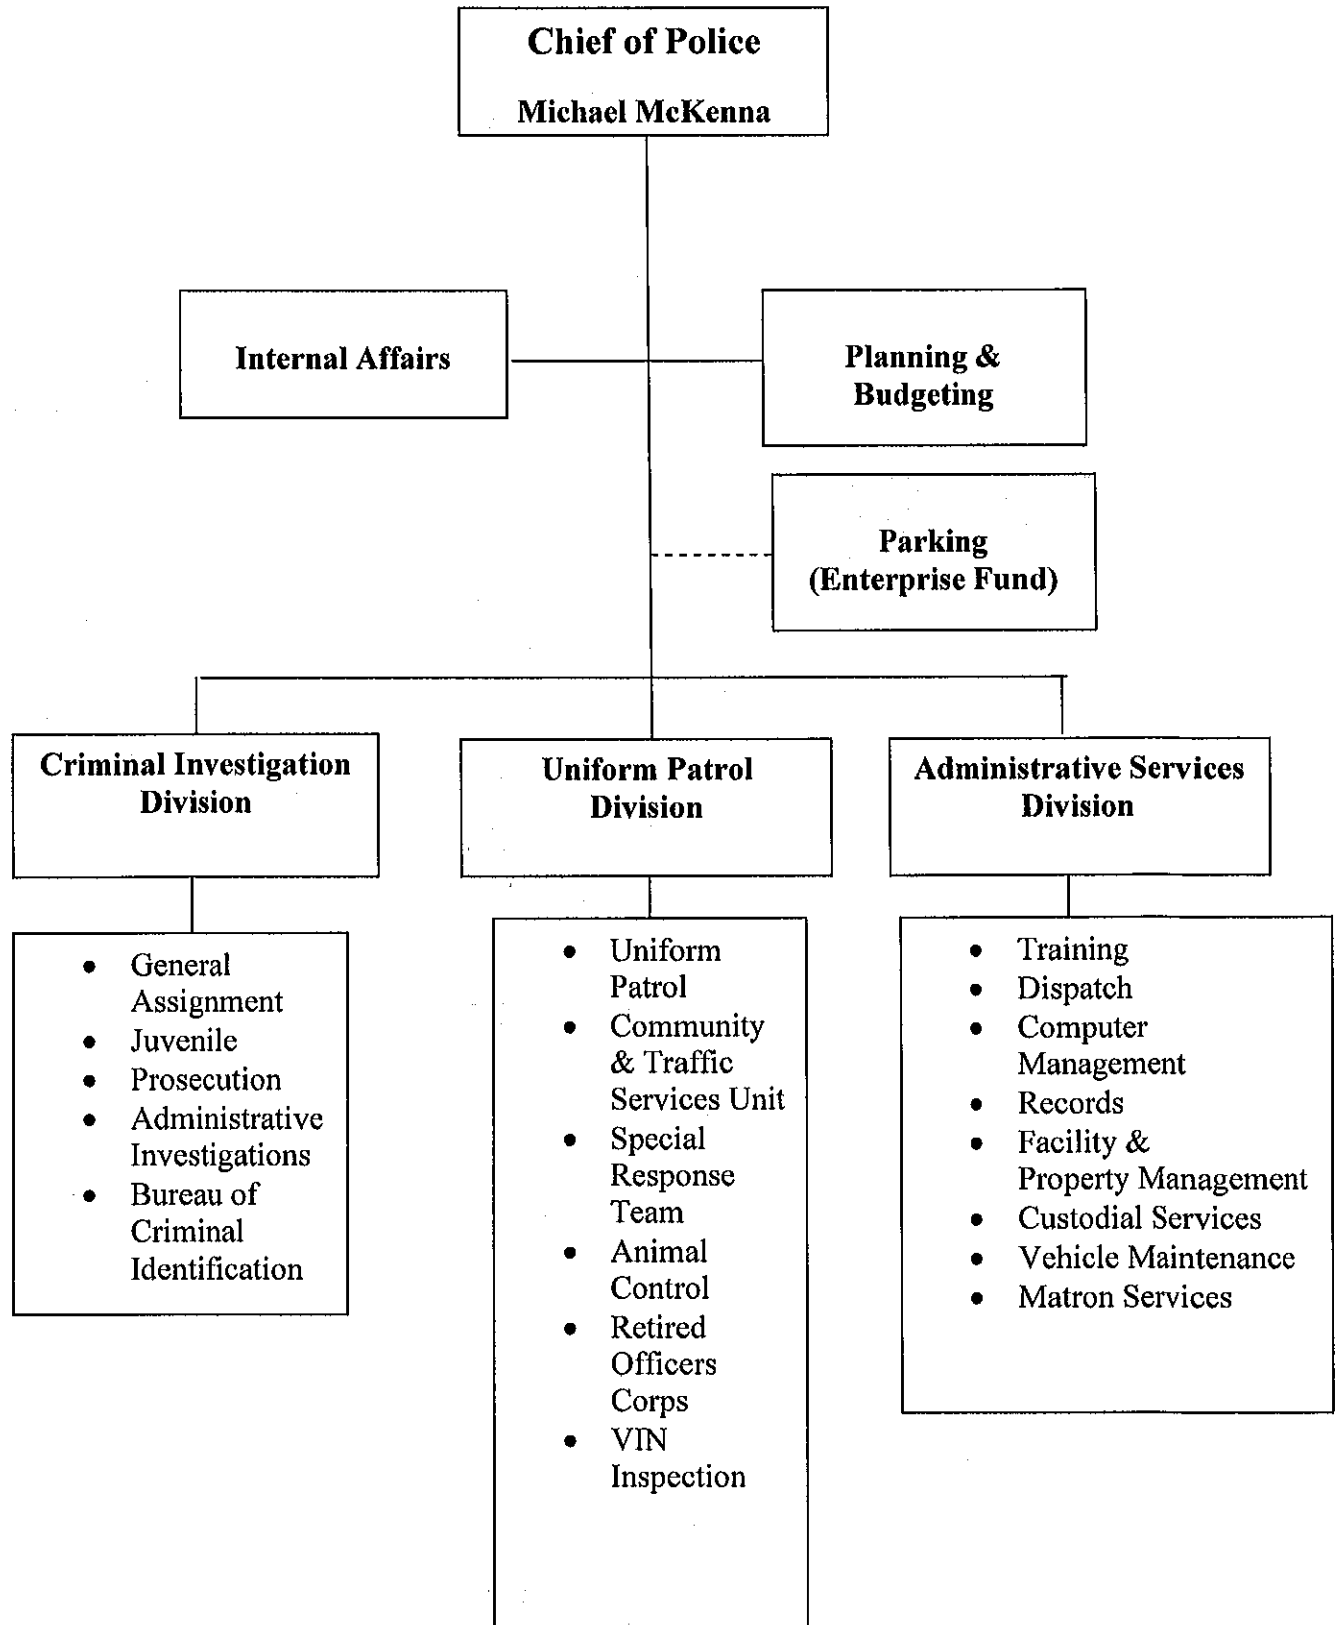 Chief of Police
Michael McKenna
Internal Affairs
Planning &
Budgeting
Parking
(Enterprise Fund)
Criminal Investigation
Division
Uniform Patrol
Division
Administrative Services
Division
• General
Assignment
• Juvenile
• Prosecution
• Administrative
Investigations
• Bureau of
Criminal
Identification
• Uniform
Patrol
• Community
& Traffic
Services Unit
• Special
Response
Team
• Animal
Control
• Retired
Officers
Corps
• VIN
Inspection
• Training
• Dispatch
• Computer
Management
• Records
• Facility &
Property Management
• Custodial Services
• Vehicle Maintenance
• Matron Services